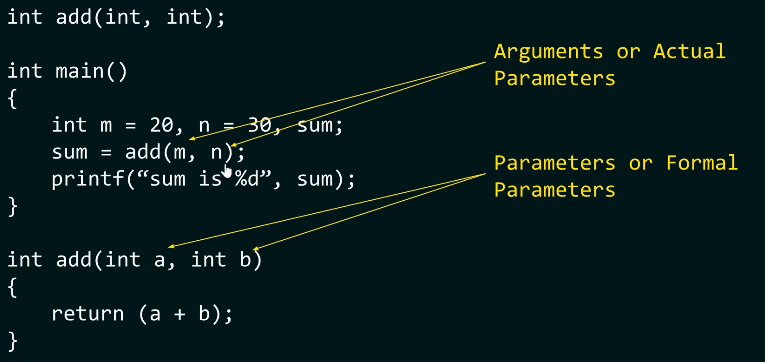 int add(int, int);
int main()
{
int m = 20, n = 30, sum;
sum = add(m, n);
printf(“sum is %d”, sum);
}
int add(int a, int b)
{
return (a + b);
}
Arguments or Actual
Parameters
Parameters or Formal
Parameters